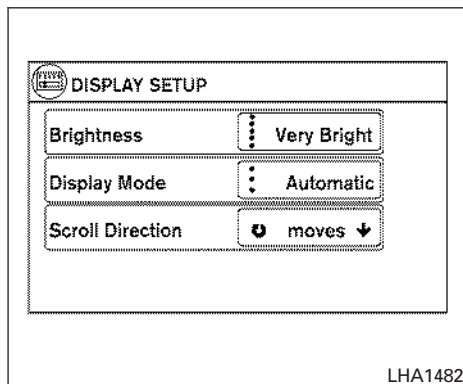 DISPLAY SETUP
Brightness Very Bright
Display Mode Automatic
Scroll Direction moves
LHA1482